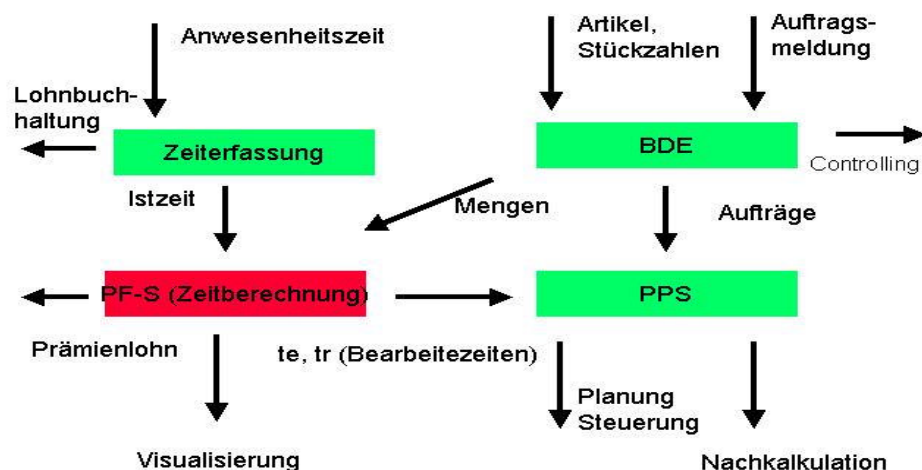 Anwesenheitszeit
Artikel,
Stückzahlen
Auftrags-
meldung
Lohnbuch-
haltung
Zeiterfassung
BDE
Controlling
Istzeit
Mengen
Aufträge
PF-S (Zeitberechnung)
PPS
Prämienlohn
te, tr (Bearbeitezeiten)
Planung
Steuerung
Visualisierung
Nachkalkulation